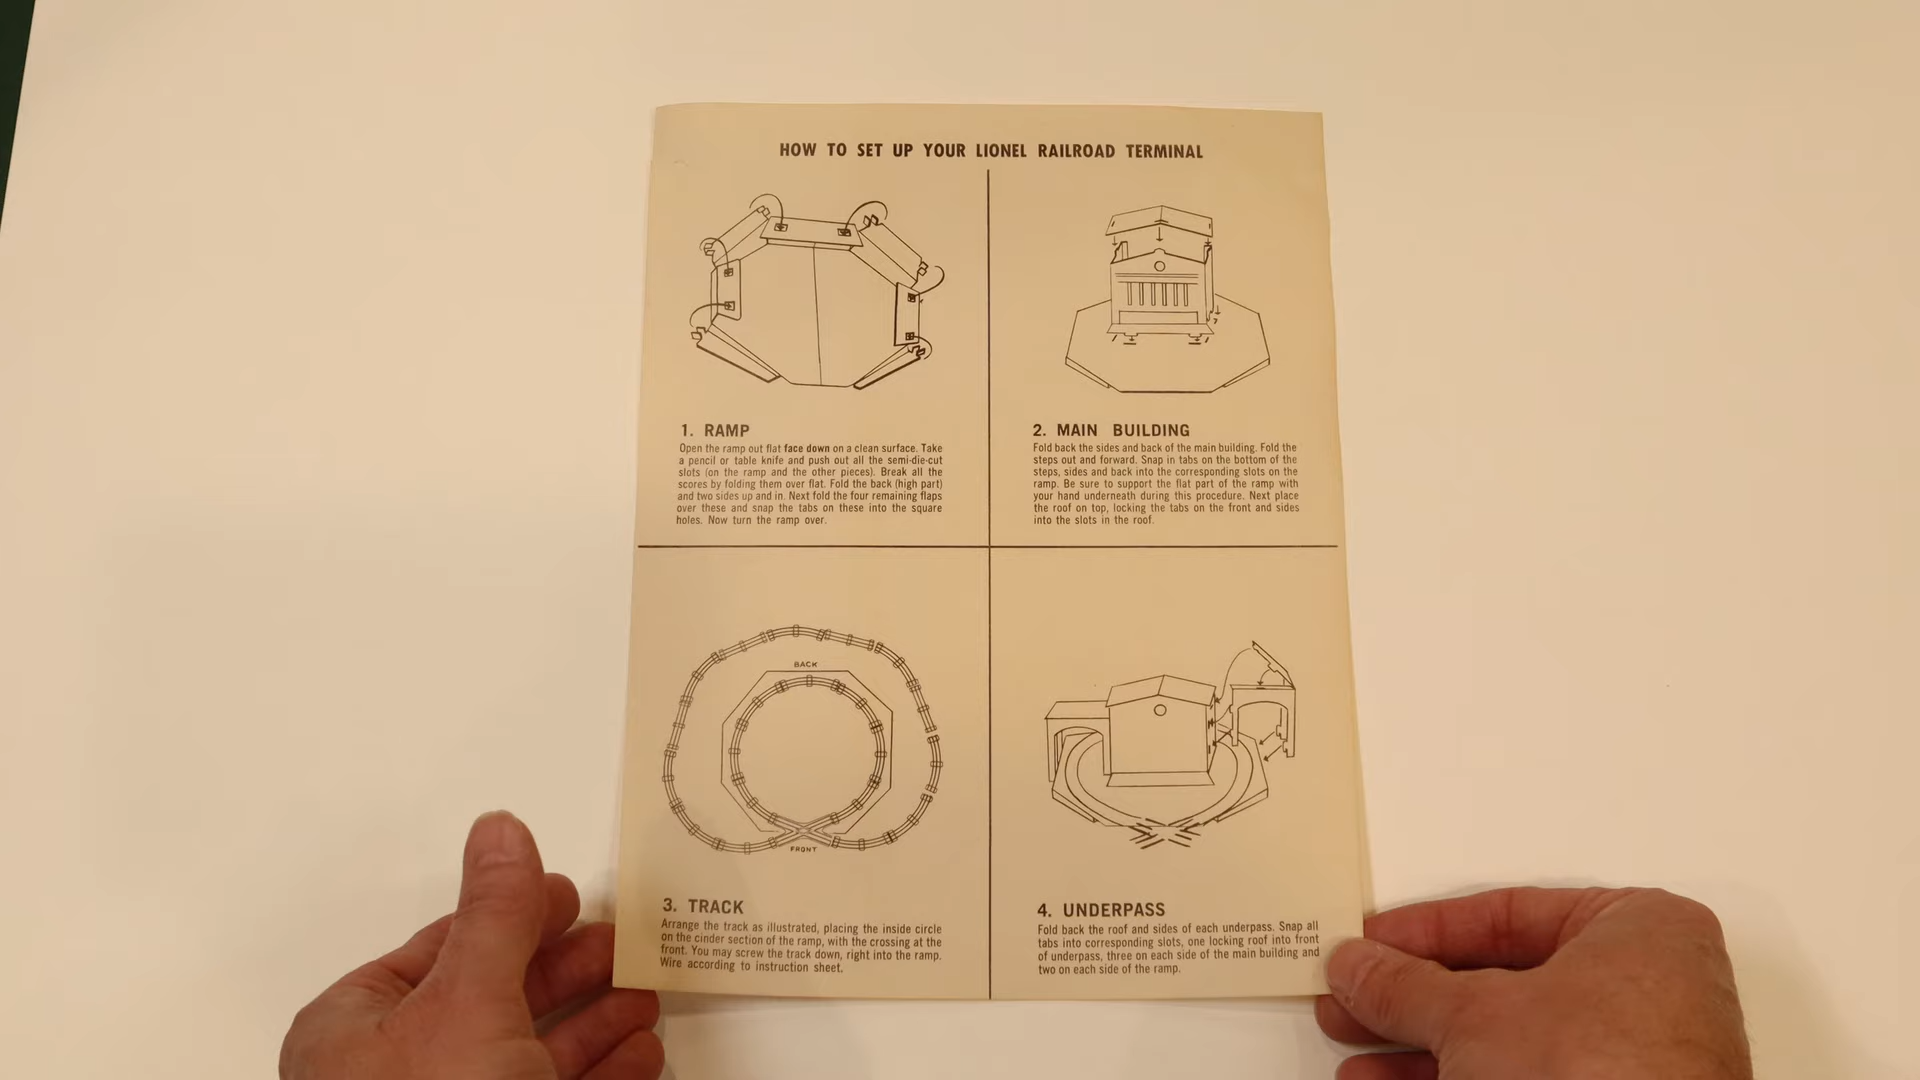 HOW TO SET UP YOUR LIONEL RAILROAD TERMINAL
1. RAMP
Open the ramp out flat face down on a clean surface. Take
a pencil or table knife and push out all the semi-die-cut
slots (on the ramp and the other pieces). Break all the
scores by folding them over flat. Fold the back (high part)
and two sides up and in. Next fold the four remaining flaps
over these and snap the tabs on these into the square
holes. Now turn the ramp over.
2. MAIN BUILDING
Fold back the sides and back of the main building. Fold the
steps out and forward. Snap in tabs on the bottom of the
steps, sides and back into the corresponding slots on the
ramp. Be sure to support the flat part of the ramp with
your hand underneath during this procedure. Next place
the roof on top, locking the tabs on the front and sides
into the slots in the roof.
BACK
FRONT
3. TRACK
Arrange the track as illustrated, placing the inside circle
on the cinder section of the ramp, with the crossing at the
front. You may screw the track down, right into the ramp.
Wire according to instruction sheet.
4. UNDERPASS
Fold back the roof and sides of each underpass. Snap all
tabs into corresponding slots, one locking roof into front
of underpass, three on each side of the main building and
two on each side of the ramp.